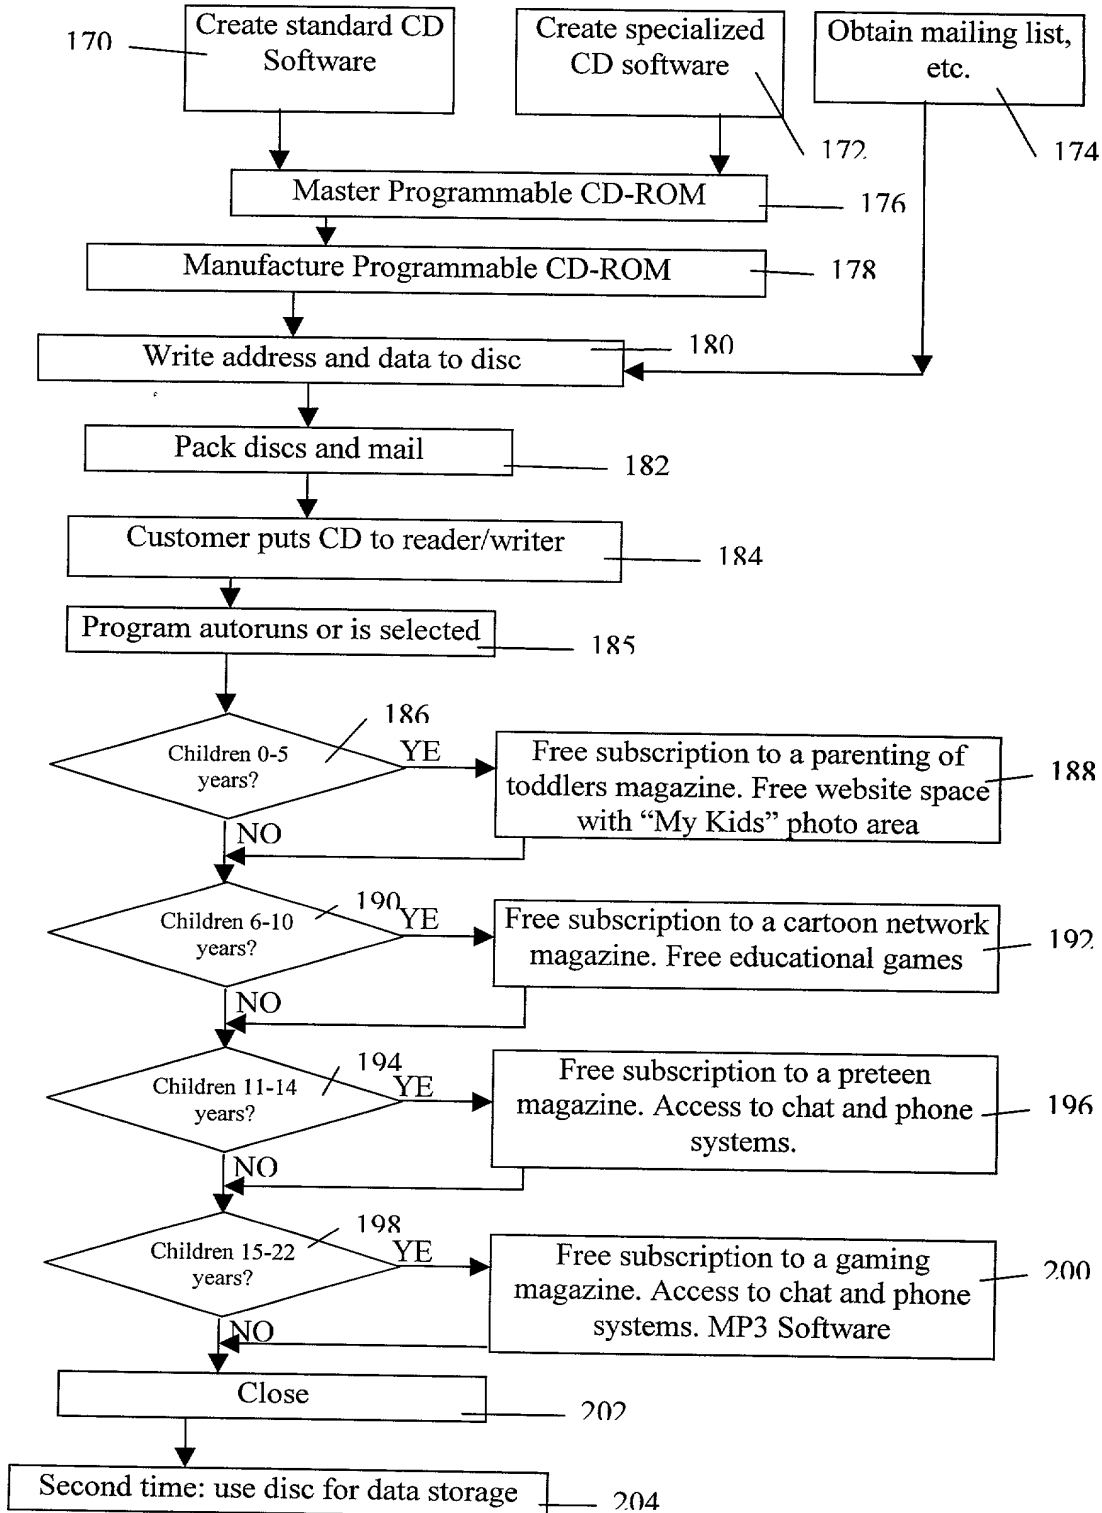 170
Create standard CD
Software
Create specialized
CD software
172
Obtain mailing list,
etc.
174
Master Programmable CD-ROM
176
Manufacture Programmable CD-ROM
178
Write address and data to disc
180
Pack discs and mail
182
Customer puts CD to reader/writer
184
Program autoruns or is selected
185
Children 0-5
years?
186
YE
NO
Free subscription to a parenting of
toddlers magazine. Free website space
with “My Kids” photo area
188
Children 6-10
years?
190
YE
NO
Free subscription to a cartoon network
magazine. Free educational games
192
Children 11-14
years?
194
YE
NO
Free subscription to a preteen
magazine. Access to chat and phone
systems.
196
Children 15-22
years?
198
YE
NO
Free subscription to a gaming
magazine. Access to chat and phone
systems. MP3 Software
200
Close
202
Second time: use disc for data storage
204